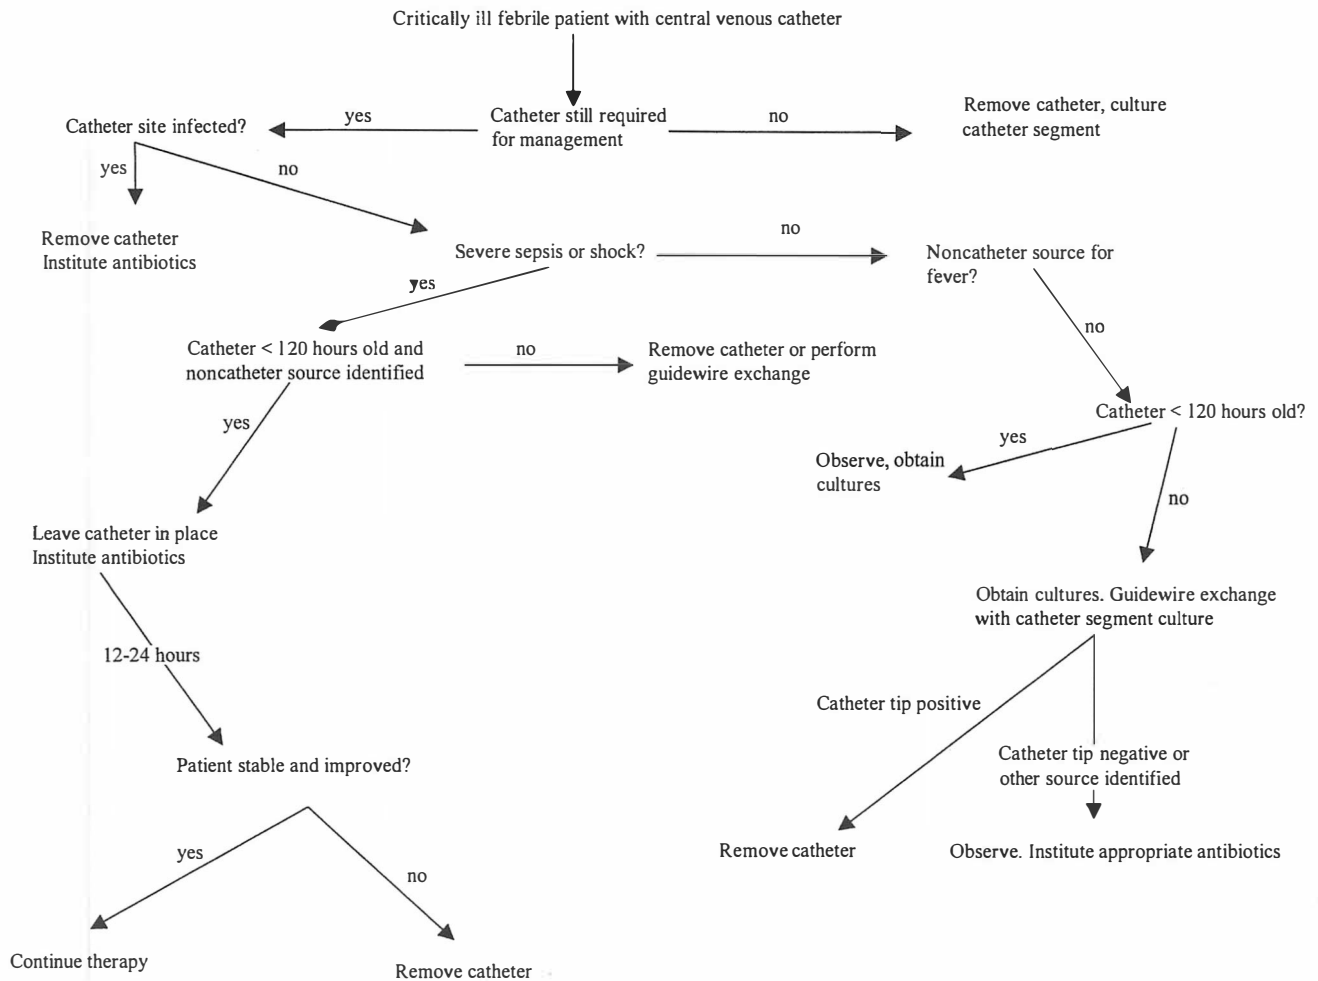 Critically ill febrile patient with central venous catheter
Catheter site infected?
yes
Catheter still required
for management
no
Remove catheter, culture
catheter segment
yes
no
Remove catheter
Institute antibiotics
Severe sepsis or shock?
no
Noncatheter source for
fever?
yes
no
Catheter < 120 hours old and
noncatheter source identified
no
Remove catheter or perform
guidewire exchange
Catheter < 120 hours old?
yes
yes
Observe, obtain
cultures
no
Leave catheter in place
Institute antibiotics
Obtain cultures. Guidewire exchange
with catheter segment culture
12-24 hours
Catheter tip positive
Catheter tip negative or
other source identified
Patient stable and improved?
Remove catheter
Observe. Institute appropriate antibiotics
yes
no
Continue therapy
Remove catheter